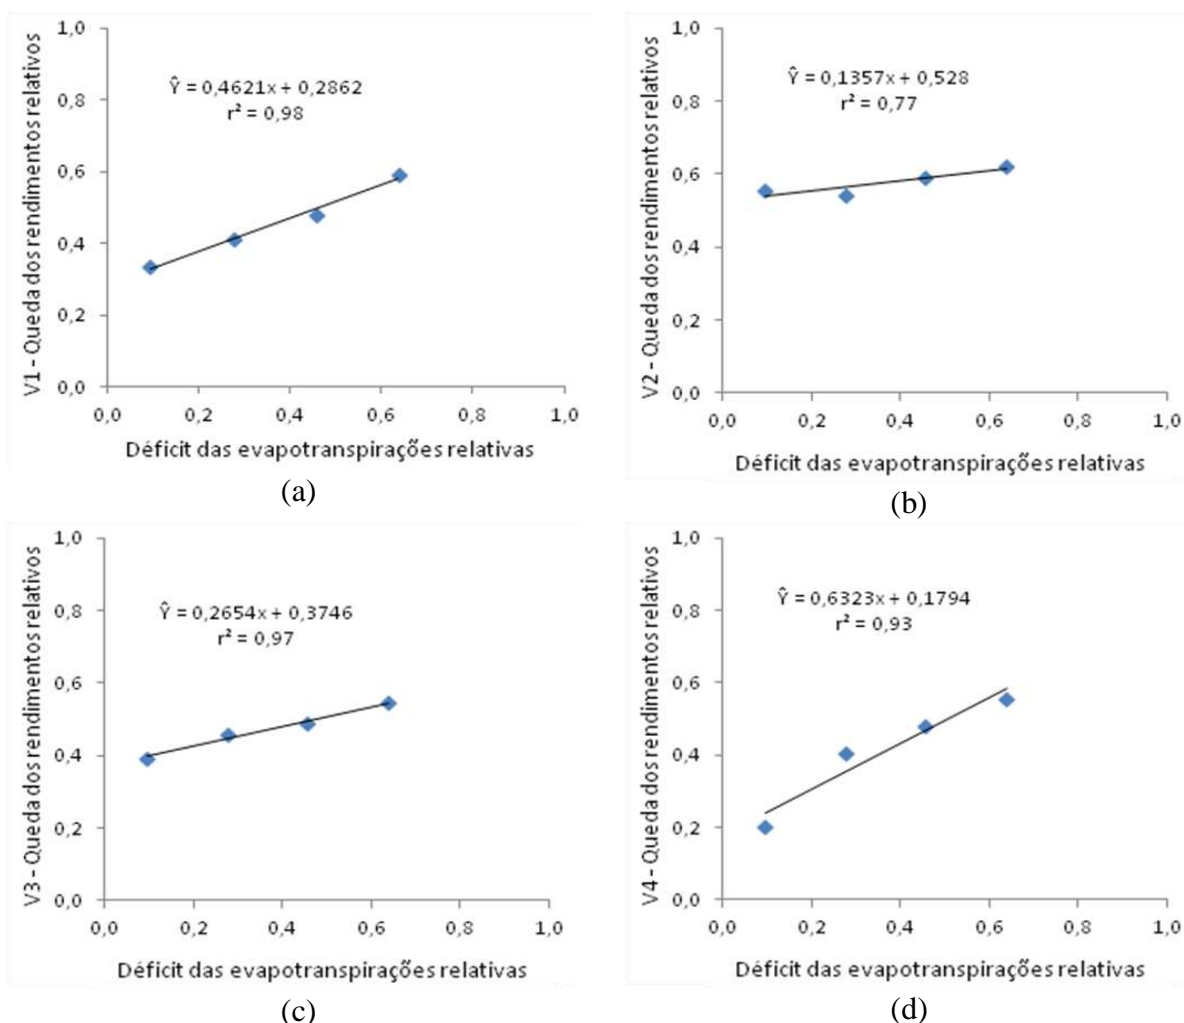 V1 - Queda dos rendimentos relativos
1,0
0,8
0,6
0,4
0,2
0,0
Ŷ = 0,4621x + 0,2862
r² = 0,98
0,0 0,2 0,4 0,6 0,8 1,0
Déficit das evapotranspirações relativas
(a)
V2 - Queda dos rendimentos relativos
1,0
0,8
0,6
0,4
0,2
0,0
Ŷ = 0,1357x + 0,528
r² = 0,77
0,0 0,2 0,4 0,6 0,8 1,0
Déficit das evapotranspirações relativas
(b)
V3 - Queda dos rendimentos relativos
1,0
0,8
0,6
0,4
0,2
0,0
Ŷ = 0,2654x + 0,3746
r² = 0,97
0,0 0,2 0,4 0,6 0,8 1,0
Déficit das evapotranspirações relativas
(c)
V4 - Queda dos rendimentos relativos
1,0
0,8
0,6
0,4
0,2
0,0
Ŷ = 0,6323x + 0,1794
r² = 0,93
0,0 0,2 0,4 0,6 0,8 1,0
Déficit das evapotranspirações relativas
(d)